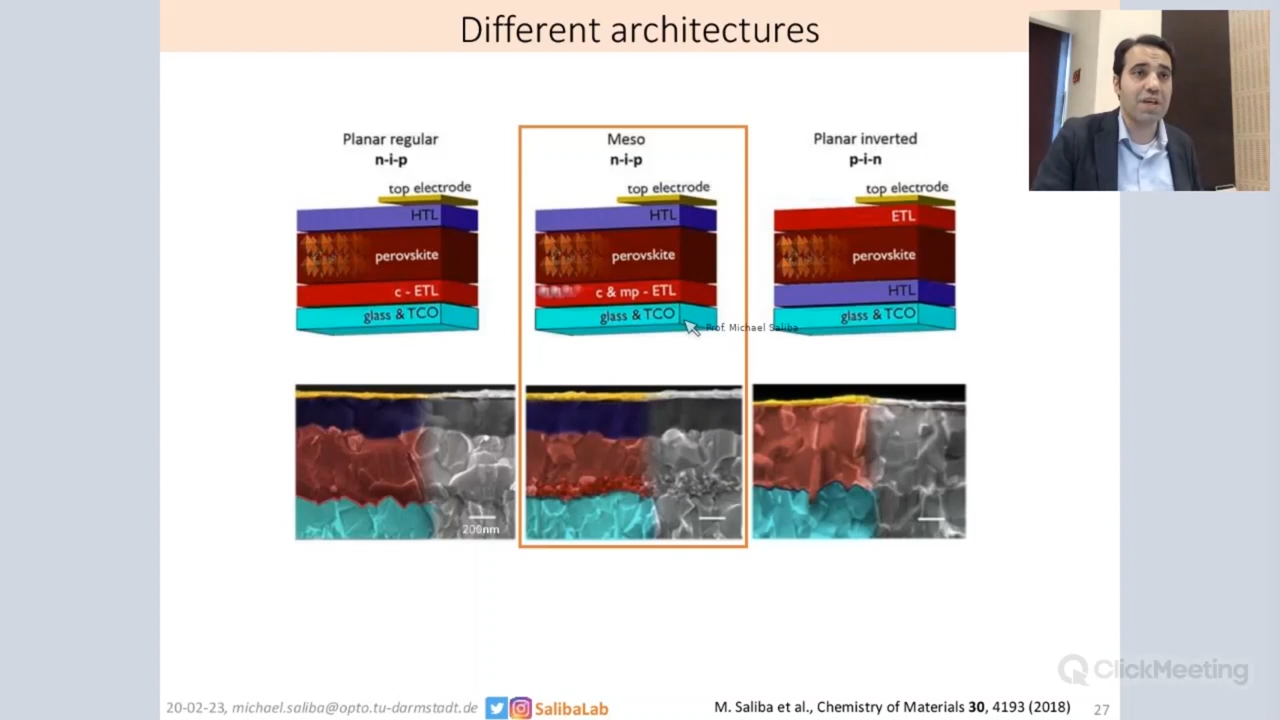 Different architectures
Planar regular
n-i-p
top electrode
HTL
perovskite
c - ETL
glass & TCO
Meso
n-i-p
top electrode
HTL
perovskite
c & mp - ETL
glass & TCO
Prof. Michael Saliba
Planar inverted
p-i-n
top electrode
ETL
perovskite
HTL
glass & TCO
200nm
ClickMeeting
20-02-23, michael.saliba@opto.tu-darmstadt.de
SalibaLab
M. Saliba et al., Chemistry of Materials 30, 4193 (2018)
27